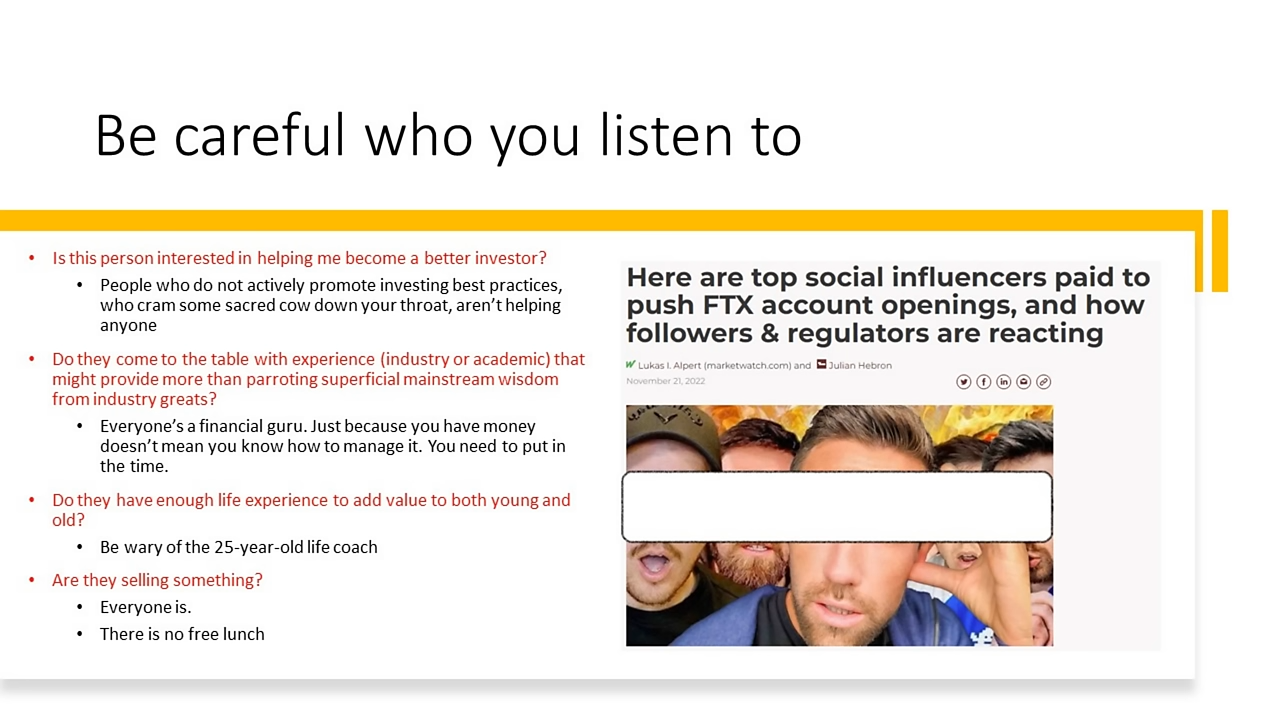 Be careful who you listen to
• Is this person interested in helping me become a better investor?
• People who do not actively promote investing best practices,
who cram some sacred cow down your throat, aren’t helping
anyone
• Do they come to the table with experience (industry or academic) that
might provide more than parroting superficial mainstream wisdom
from industry greats?
• Everyone’s a financial guru. Just because you have money
doesn’t mean you know how to manage it. You need to put in
the time.
• Do they have enough life experience to add value to both young and
old?
• Be wary of the 25-year-old life coach
• Are they selling something?
• Everyone is.
• There is no free lunch
Here are top social influencers paid to
push FTX account openings, and how
followers & regulators are reacting
Lukas I. Alpert (marketwatch.com) and Julian Hebron
November 21, 2022